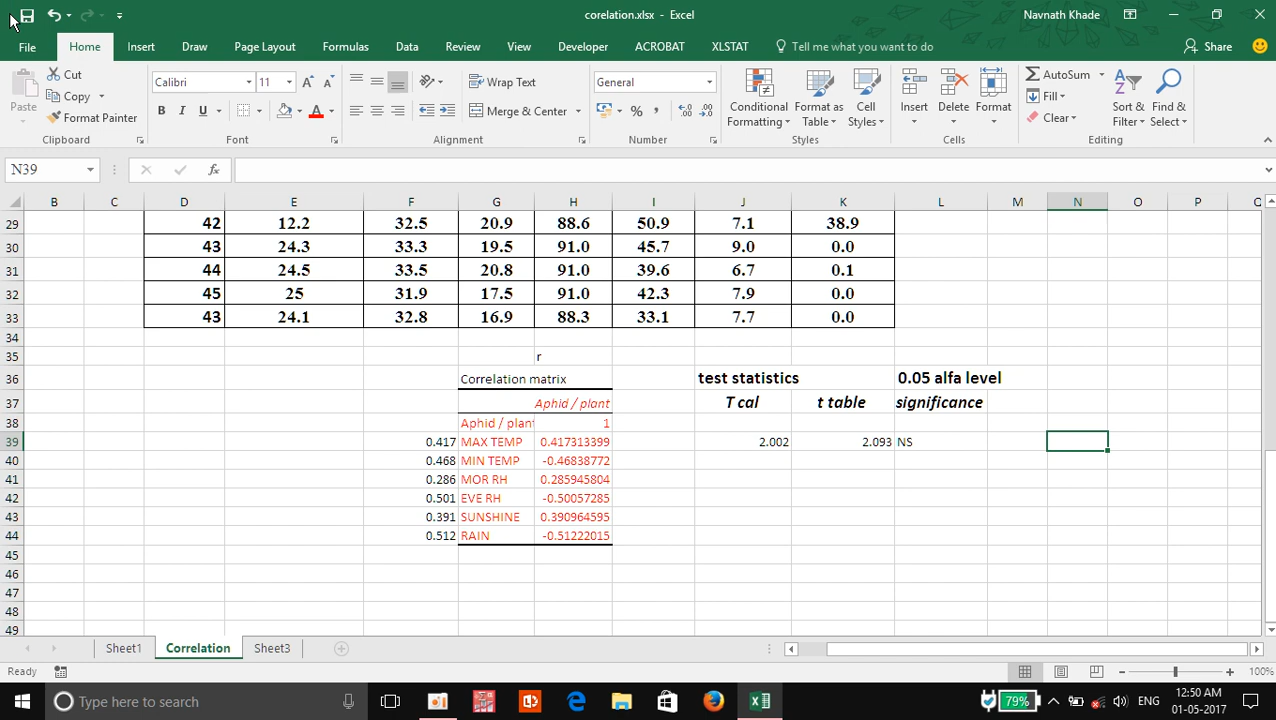 corelation.xlsx - Excel
Navnath Khade
File Home Insert Draw Page Layout Formulas Data Review View Developer ACROBAT XLSTAT Tell me what you want to do Share
Paste
Cut
Copy
Format Painter
Calibri 11
B I U
Wrap Text
Merge & Center
General
Conditional Formatting
Format as Table
Cell Styles
Insert Delete Format
AutoSum
Fill
Clear
Sort & Filter
Find & Select
Clipboard Font Alignment Number Styles Cells Editing
N39 fx
B C D E F G H I J K L M N O P
29 42 12.2 32.5 20.9 88.6 50.9 7.1 38.9
30 43 24.3 33.3 19.5 91.0 45.7 9.0 0.0
31 44 24.5 33.5 20.8 91.0 39.6 6.7 0.1
32 45 25 31.9 17.5 91.0 42.3 7.9 0.0
33 43 24.1 32.8 16.9 88.3 33.1 7.7 0.0
34
35 r
36 Correlation matrix test statistics 0.05 alfa level
37 Aphid / plant T cal t table significance
38 Aphid / plant 1
39 0.417 MAX TEMP 0.417313399 2.002 2.093 NS
40 0.468 MIN TEMP -0.46838772
41 0.286 MOR RH 0.285945804
42 0.501 EVE RH -0.50057285
43 0.391 SUNSHINE 0.390964595
44 0.512 RAIN -0.51222015
45
46
47
48
49
Sheet1 Correlation Sheet3
Ready 100%
Type here to search
79% ENG 12:50 AM
01-05-2017